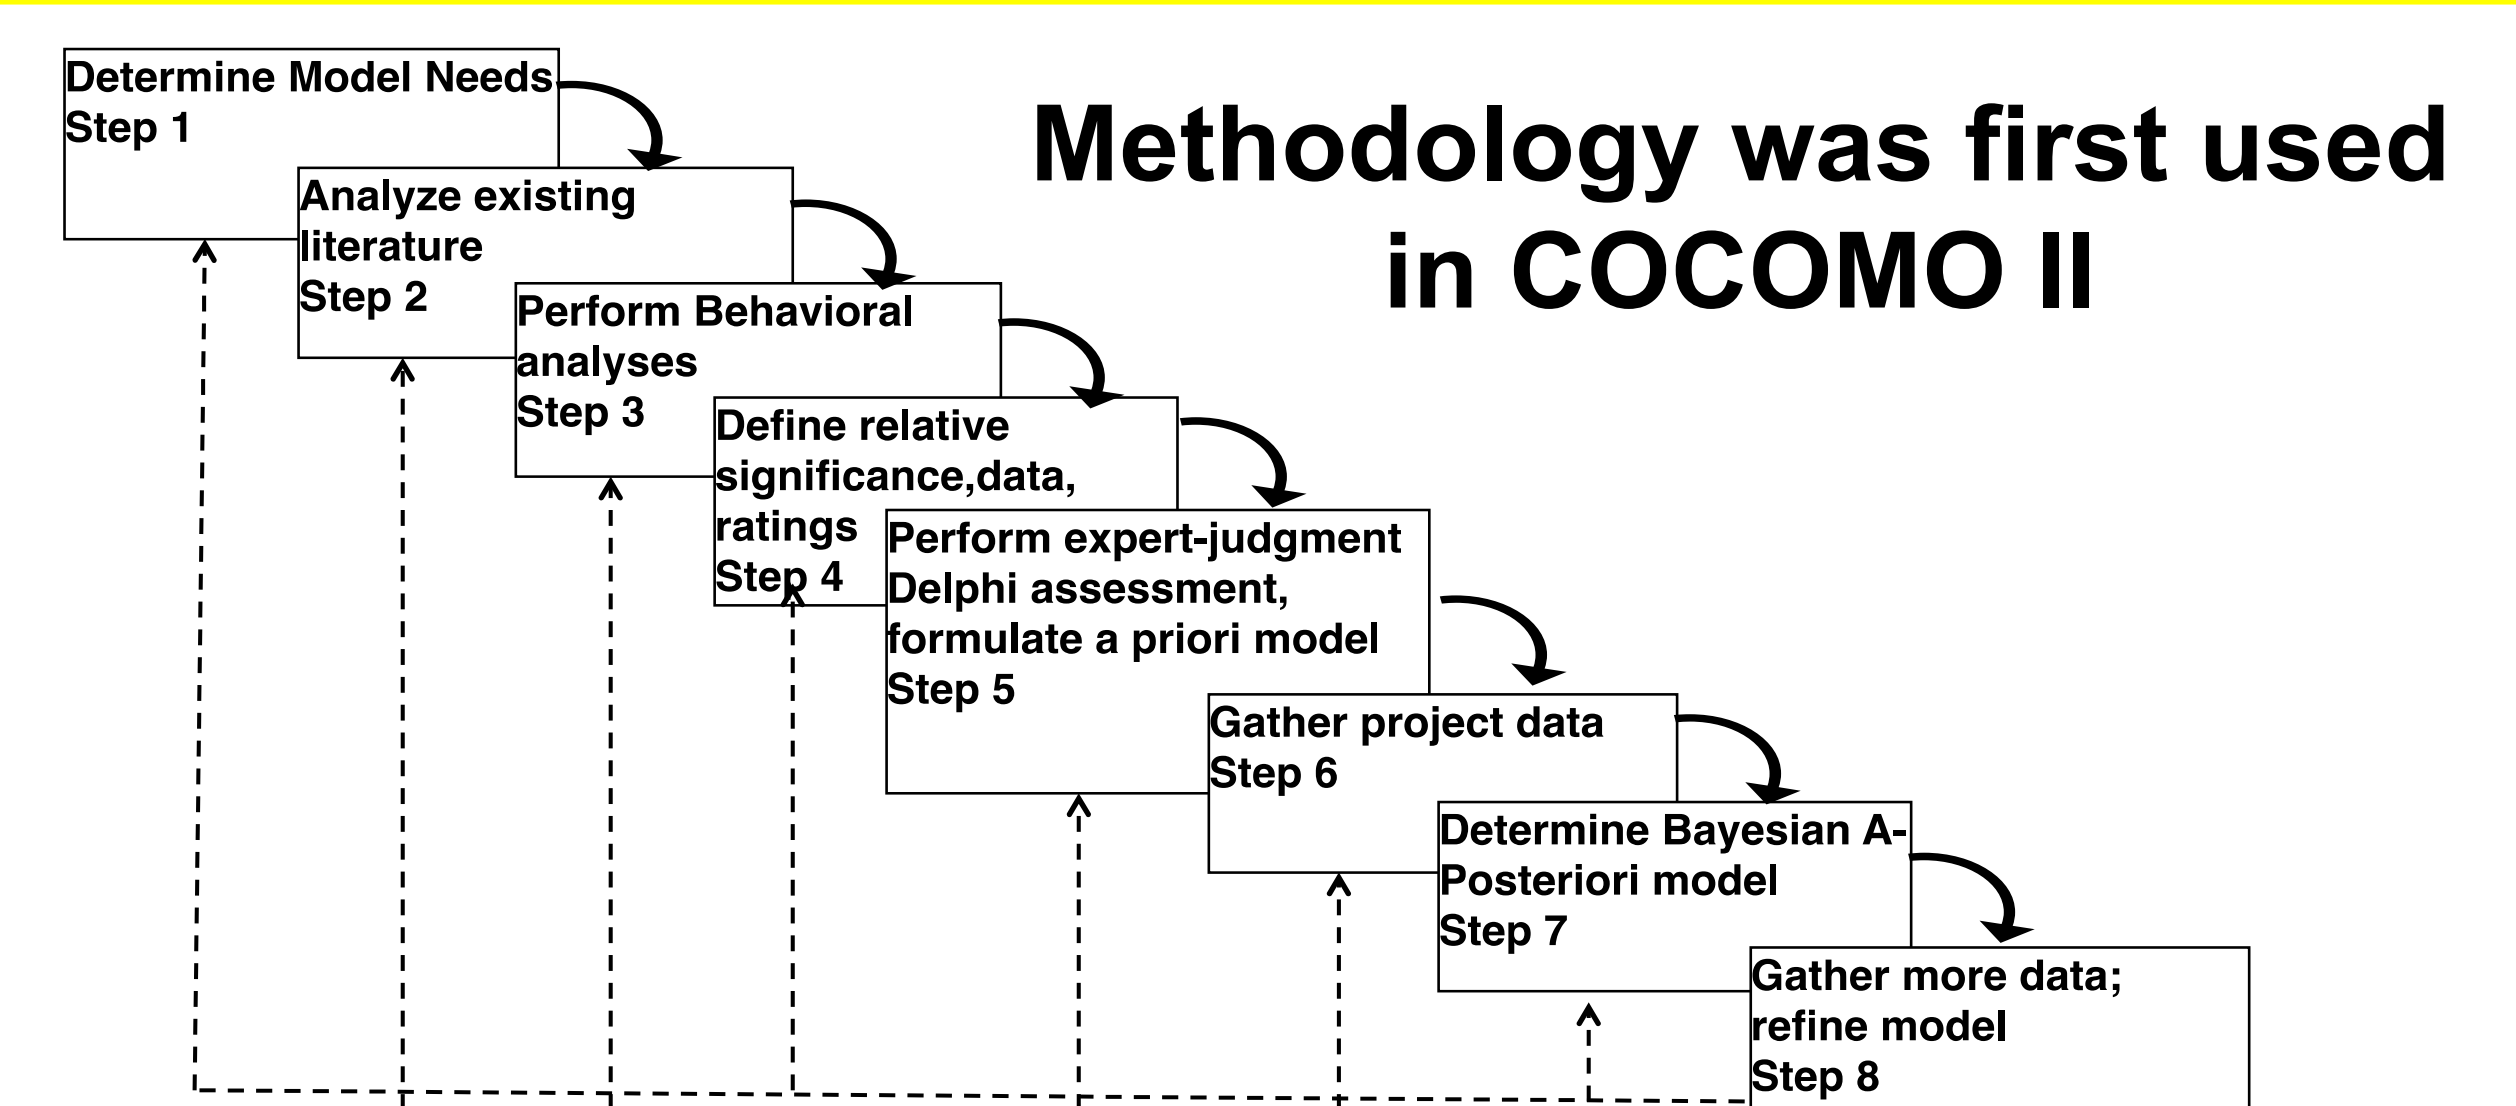 Methodology was first used
in COCOMO II
Determine Model Needs
Step 1
Analyze existing
literature
Step 2
Perform Behavioral
analyses
Step 3
Define relative
significance,data,
ratings
Step 4
Perform expert-judgment
Delphi assessment,
formulate a priori model
Step 5
Gather project data
Step 6
Determine Bayesian A-
Posteriori model
Step 7
Gather more data;
refine model
Step 8